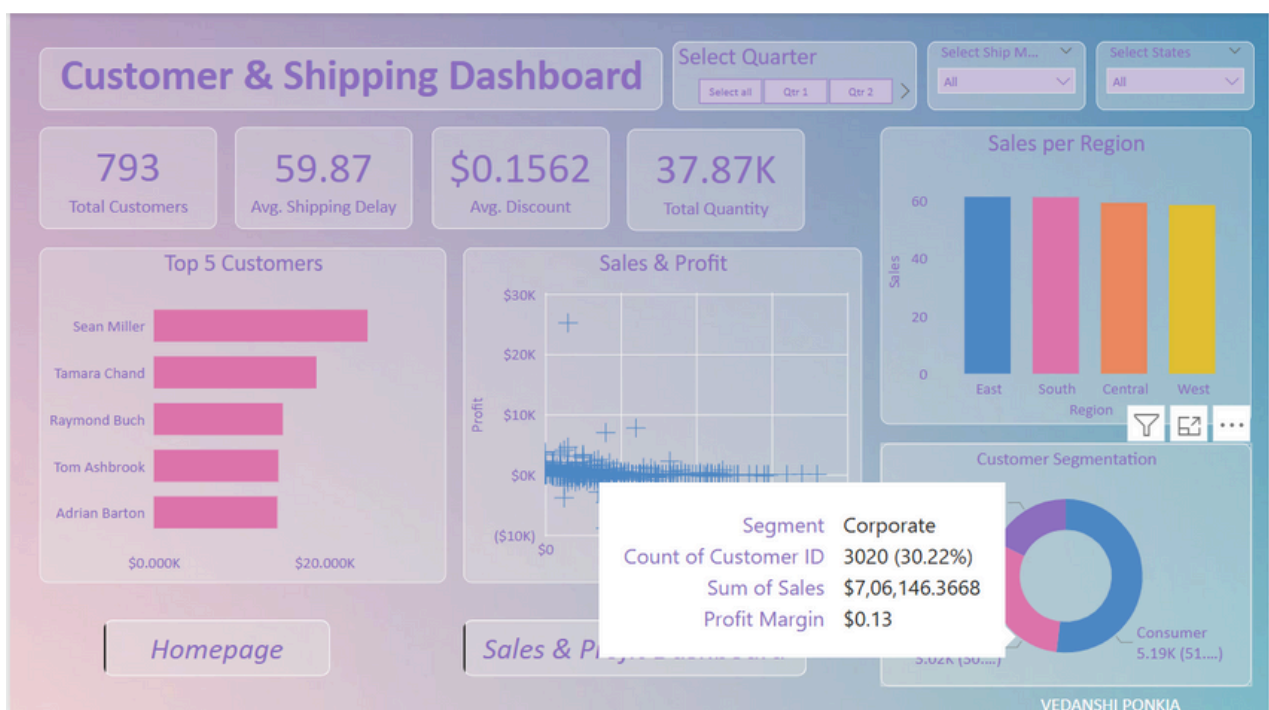 Customer & Shipping Dashboard
Select Quarter
Select all
Qtr 1
Qtr 2
Select Ship M...
All
Select States
All
793
Total Customers
59.87
Avg. Shipping Delay
$0.1562
Avg. Discount
37.87K
Total Quantity
Top 5 Customers
Sean Miller
Tamara Chand
Raymond Buch
Tom Ashbrook
Adrian Barton
$0.000K
$20.000K
Sales & Profit
Profit
$30K
$20K
$10K
$0K
($10K)
$0
Sales per Region
Sales
60
40
20
0
East
South
Central
West
Region
Customer Segmentation
Segment Corporate
Count of Customer ID 3020 (30.22%)
Sum of Sales $7,06,146.3668
Profit Margin $0.13
Consumer
5.19K (51....)
3.02K (30....)
Homepage
Sales &
VEDANSHI PONKIA